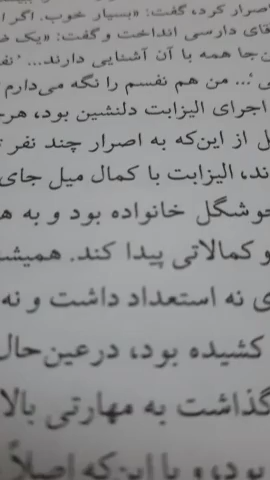 اصرار کرد، گفت: «بسیار خوب. اگر
آقای دارسی انداخت و گفت: «یک
جا همه با آن آشنایی دارند... 'نف
... من هم نفسم را نگه می‌دارم
اجرای الیزابت دلنشین بود، هر
از این‌که به اصرار چند نفر
ند، الیزابت با کمال میل جای
خوشگل خانواده بود و به ه
و کمالاتی پیدا کند. همیش
ی نه استعداد داشت و نه
کشیده بود، درعین‌حال
گذاشت به مهارتی بالا
بود، و با این‌که اصلاً